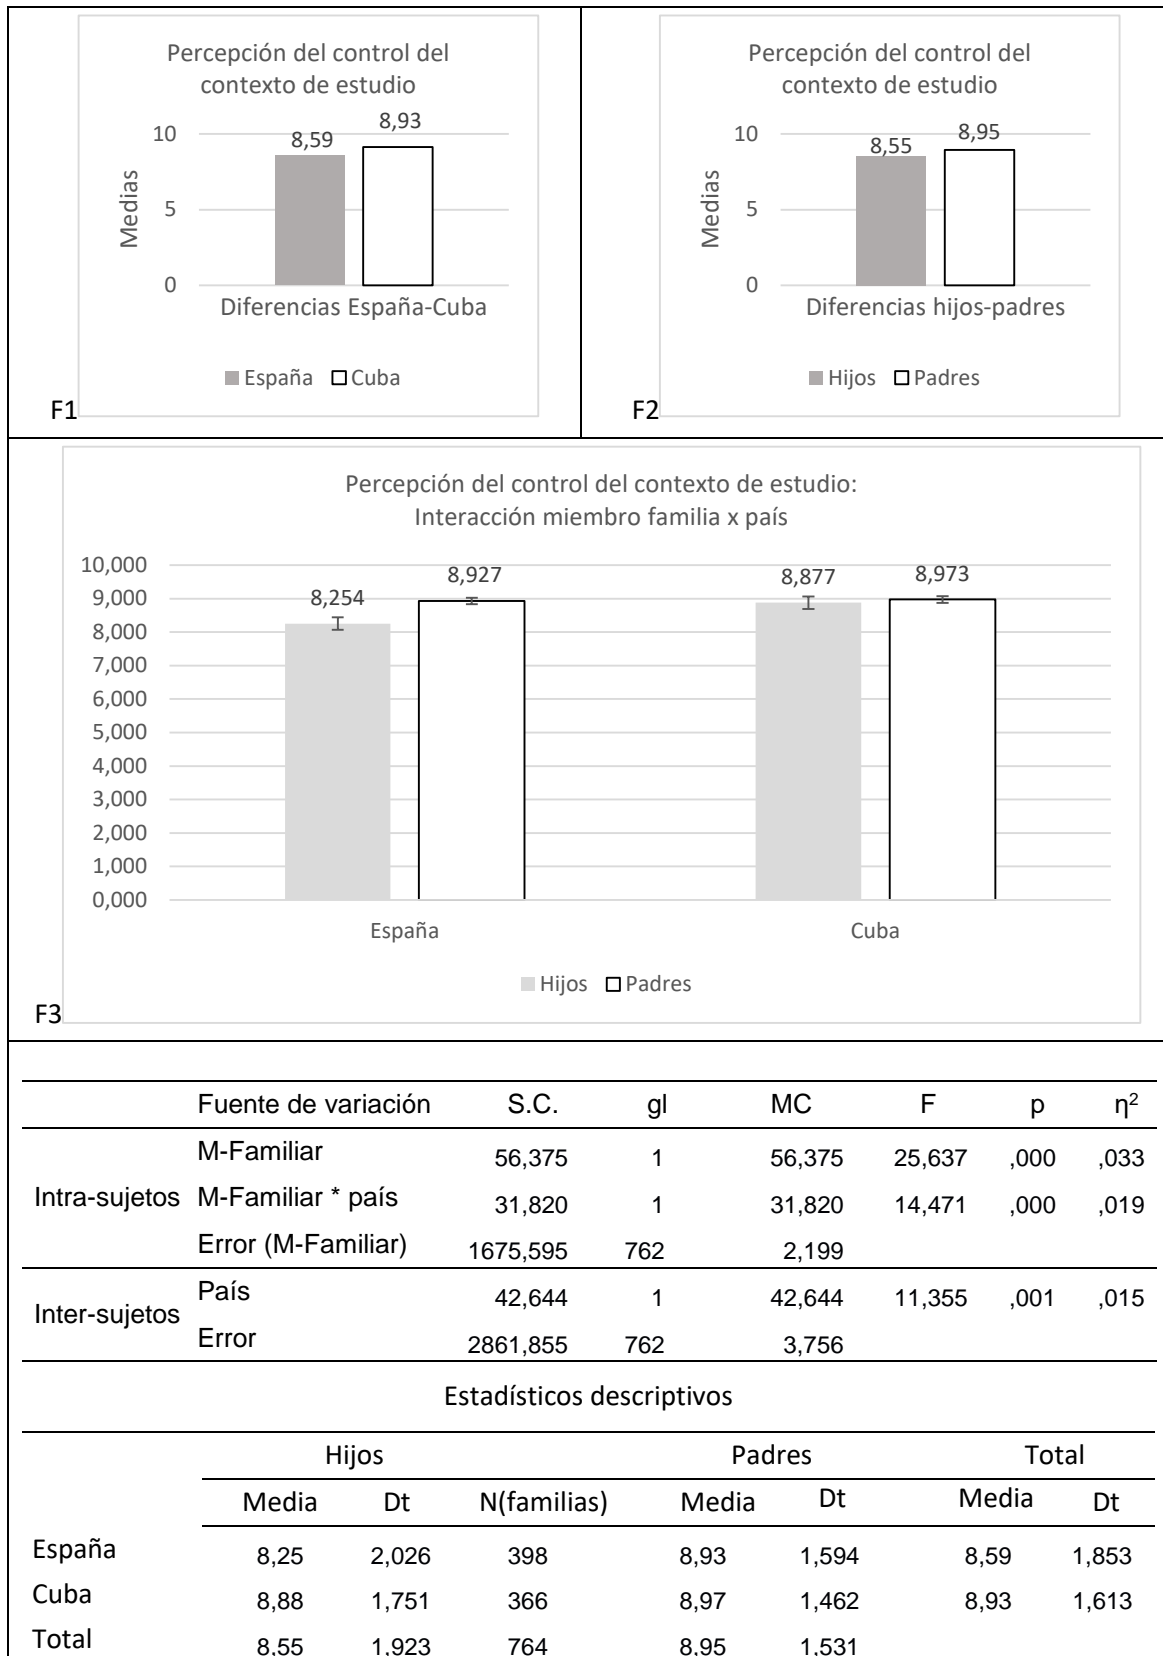 Percepción del control del
contexto de estudio
8,59
8,93
10
5
0
Medias
Diferencias España-Cuba
España Cuba
F1
Percepción del control del
contexto de estudio
8,55
8,95
10
5
0
Medias
Diferencias hijos-padres
Hijos Padres
F2
Percepción del control del contexto de estudio:
Interacción miembro familia x país
10,000
9,000
8,000
7,000
6,000
5,000
4,000
3,000
2,000
1,000
0,000
8,254
8,927
8,877
8,973
España Cuba
Hijos Padres
F3
Fuente de variación S.C. gl MC F p η²
Intra-sujetos
M-Familiar 56,375 1 56,375 25,637 ,000 ,033
M-Familiar * país 31,820 1 31,820 14,471 ,000 ,019
Error (M-Familiar) 1675,595 762 2,199
Inter-sujetos
País 42,644 1 42,644 11,355 ,001 ,015
Error 2861,855 762 3,756
Estadísticos descriptivos
Hijos Padres Total
Media Dt N(familias) Media Dt Media Dt
España 8,25 2,026 398 8,93 1,594 8,59 1,853
Cuba 8,88 1,751 366 8,97 1,462 8,93 1,613
Total 8,55 1,923 764 8,95 1,531